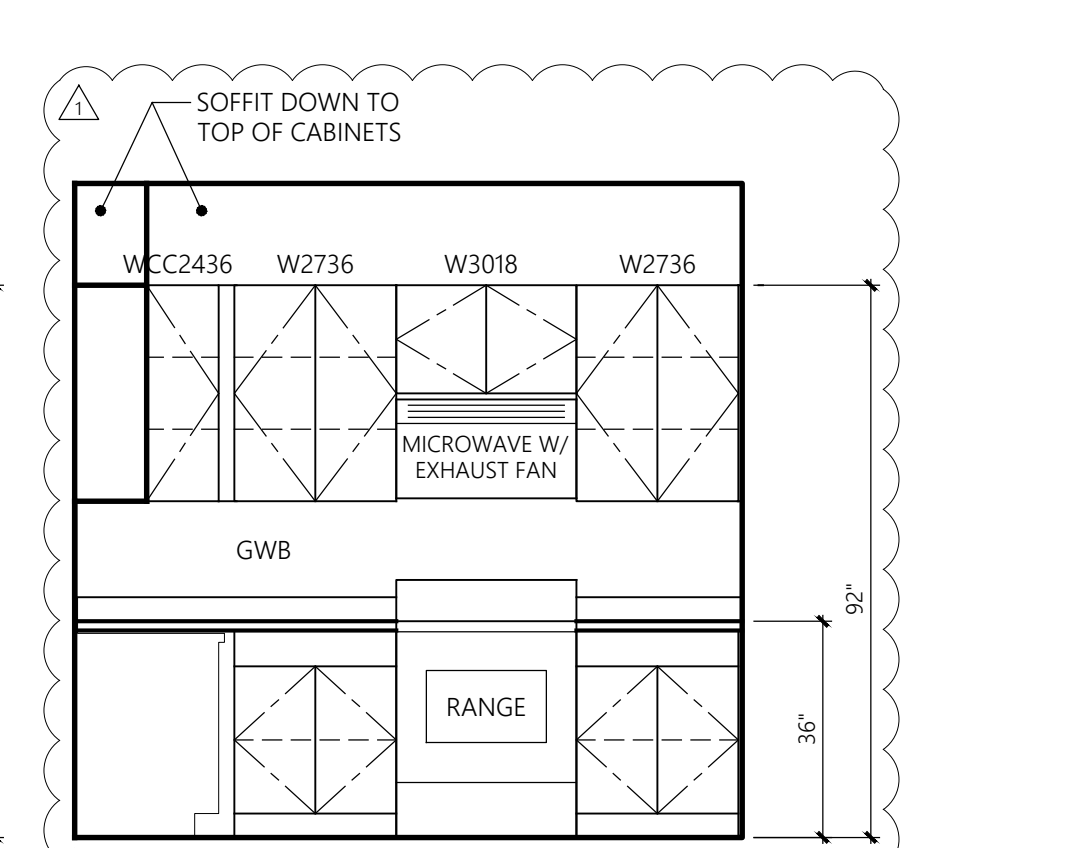 1
SOFFIT DOWN TO
TOP OF CABINETS
WCC2436
W2736
W3018
W2736
MICROWAVE W/
EXHAUST FAN
GWB
92"
RANGE
36"